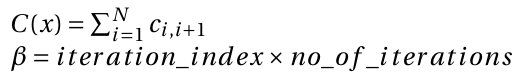 C(x) = ∑_{i=1}^{N} c_{i,i+1}
β = iteration_index × no_of_iterations